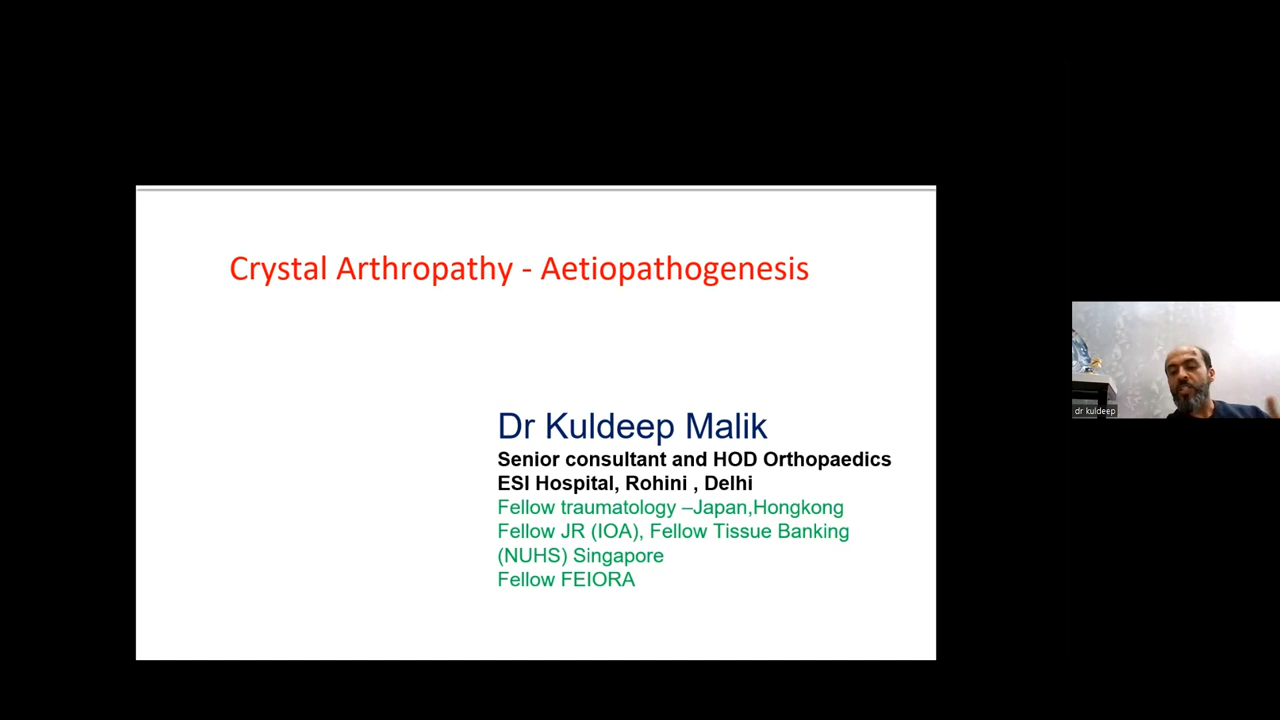 Crystal Arthropathy - Aetiopathogenesis
Dr Kuldeep Malik
Senior consultant and HOD Orthopaedics
ESI Hospital, Rohini , Delhi
Fellow traumatology –Japan,Hongkong
Fellow JR (IOA), Fellow Tissue Banking
(NUHS) Singapore
Fellow FEIORA
dr kuldeep